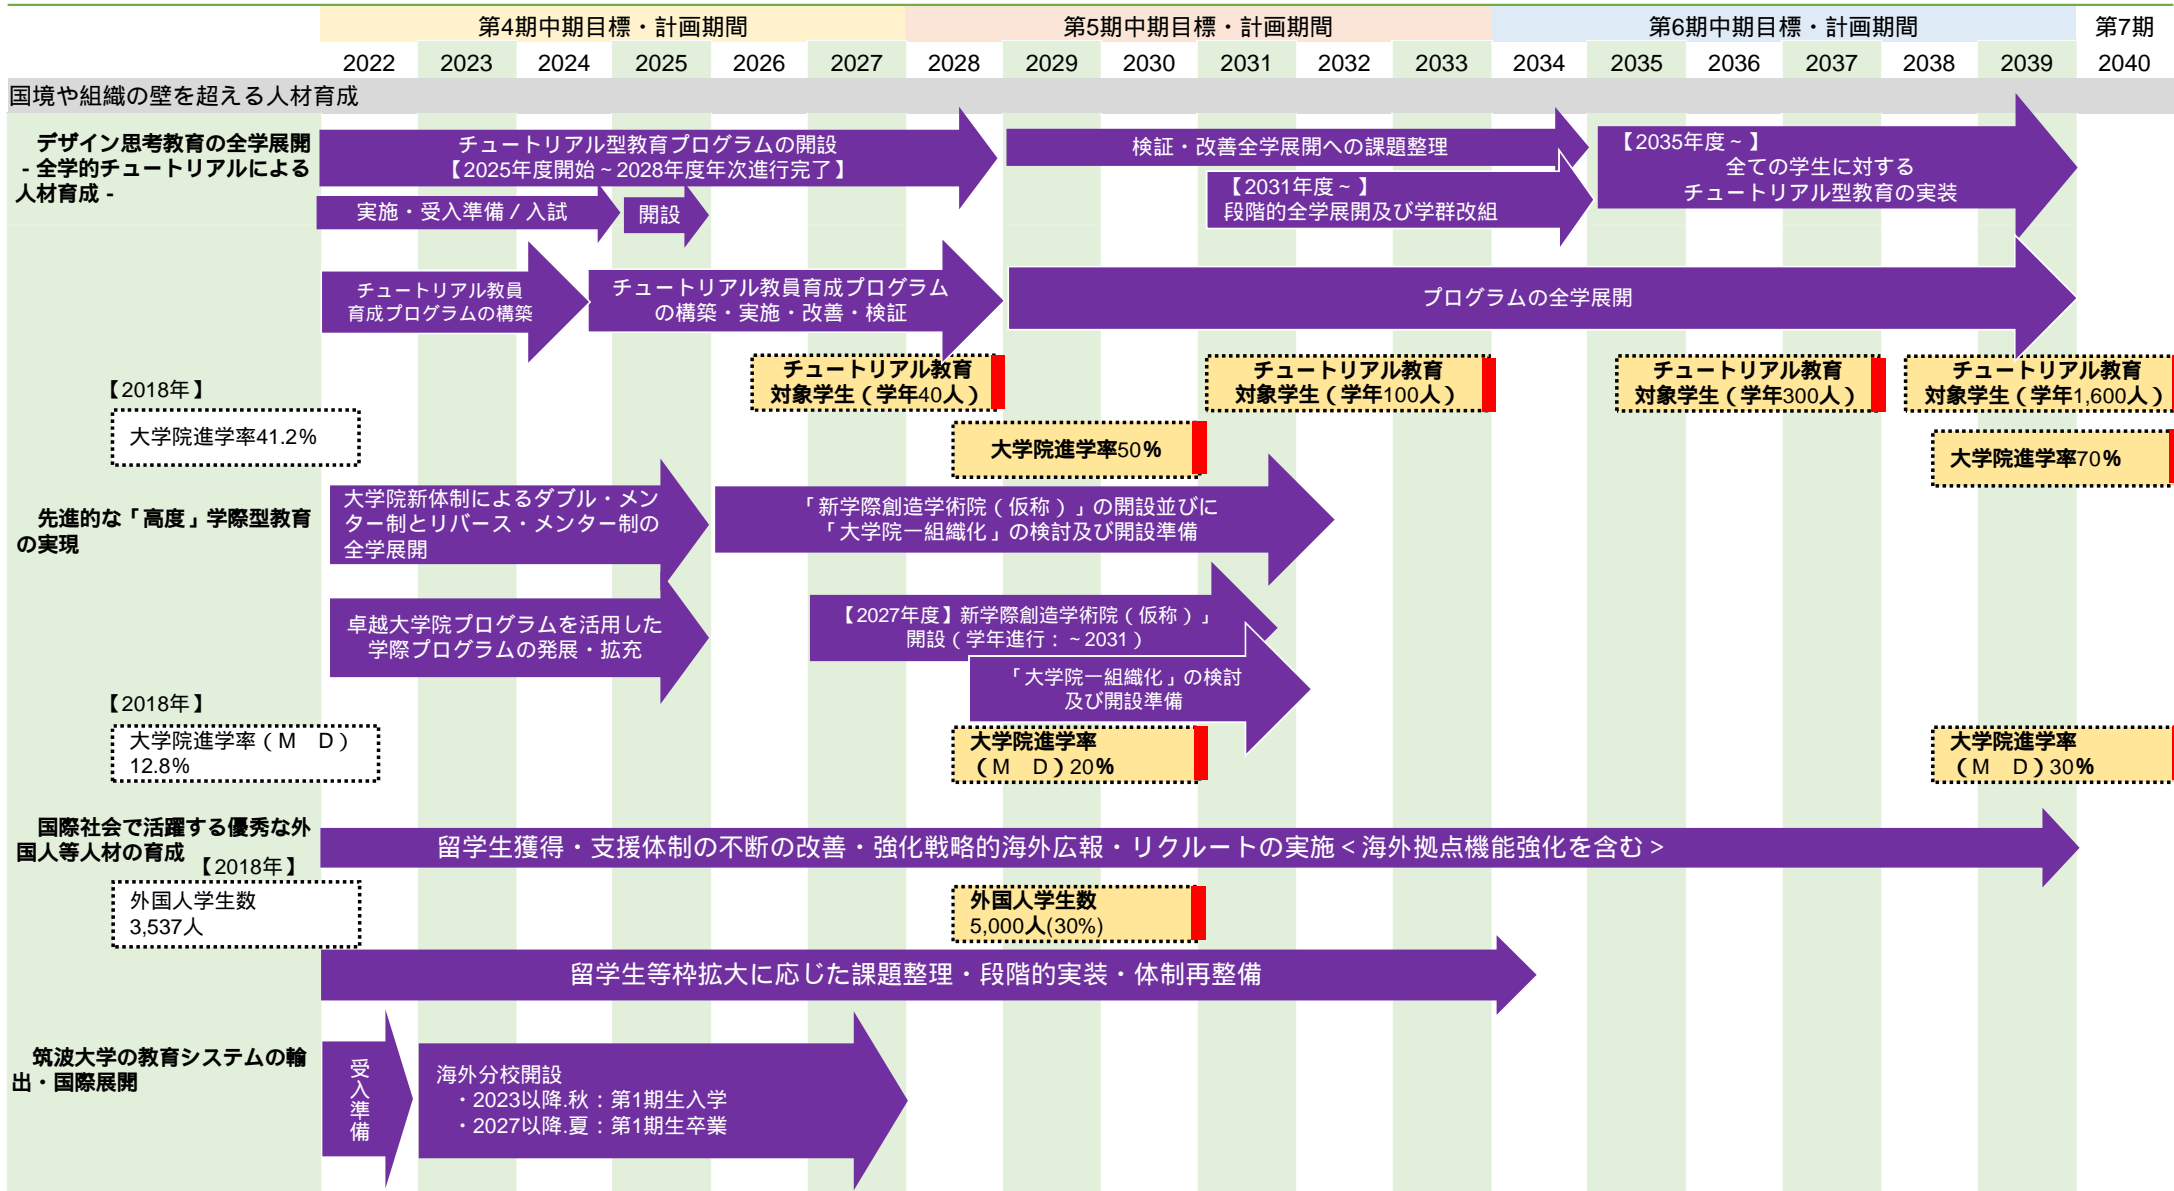 第4期中期目標・計画期間
第5期中期目標・計画期間
第6期中期目標・計画期間
第7期
2022 2023 2024 2025 2026 2027 2028 2029 2030 2031 2032 2033 2034 2035 2036 2037 2038 2039 2040
国境や組織の壁を超える人材育成
デザイン思考教育の全学展開
- 全学的チュートリアルによる
人材育成 -
チュートリアル型教育プログラムの開設
【2025年度開始~2028年度年次進行完了】
検証・改善全学展開への課題整理
【2035年度~】
全ての学生に対する
チュートリアル型教育の実装
実施・受入準備/入試
開設
【2031年度~】
段階的全学展開及び学群改組
チュートリアル教員
育成プログラムの構築
チュートリアル教員育成プログラム
の構築・実施・改善・検証
プログラムの全学展開
チュートリアル教育
対象学生(学年40人)
チュートリアル教育
対象学生(学年100人)
チュートリアル教育
対象学生(学年300人)
チュートリアル教育
対象学生(学年1,600人)
【2018年】
大学院進学率41.2%
大学院進学率50%
大学院進学率70%
先進的な「高度」学際型教育
の実現
大学院新体制によるダブル・メン
ター制とリバース・メンター制の
全学展開
「新学際創造学術院(仮称)」の開設並びに
「大学院一組織化」の検討及び開設準備
卓越大学院プログラムを活用した
学際プログラムの発展・拡充
【2027年度】新学際創造学術院(仮称)」
開設(学年進行:~2031)
「大学院一組織化」の検討
及び開設準備
【2018年】
大学院進学率(M D)
12.8%
大学院進学率
(M D)20%
大学院進学率
(M D)30%
国際社会で活躍する優秀な外
国人等人材の育成
留学生獲得・支援体制の不断の改善・強化戦略的海外広報・リクルートの実施<海外拠点機能強化を含む>
【2018年】
外国人学生数
3,537人
外国人学生数
5,000人(30%)
留学生等枠拡大に応じた課題整理・段階的実装・体制再整備
筑波大学の教育システムの輸
出・国際展開
受入準備
海外分校開設
・2023以降.秋:第1期生入学
・2027以降.夏:第1期生卒業